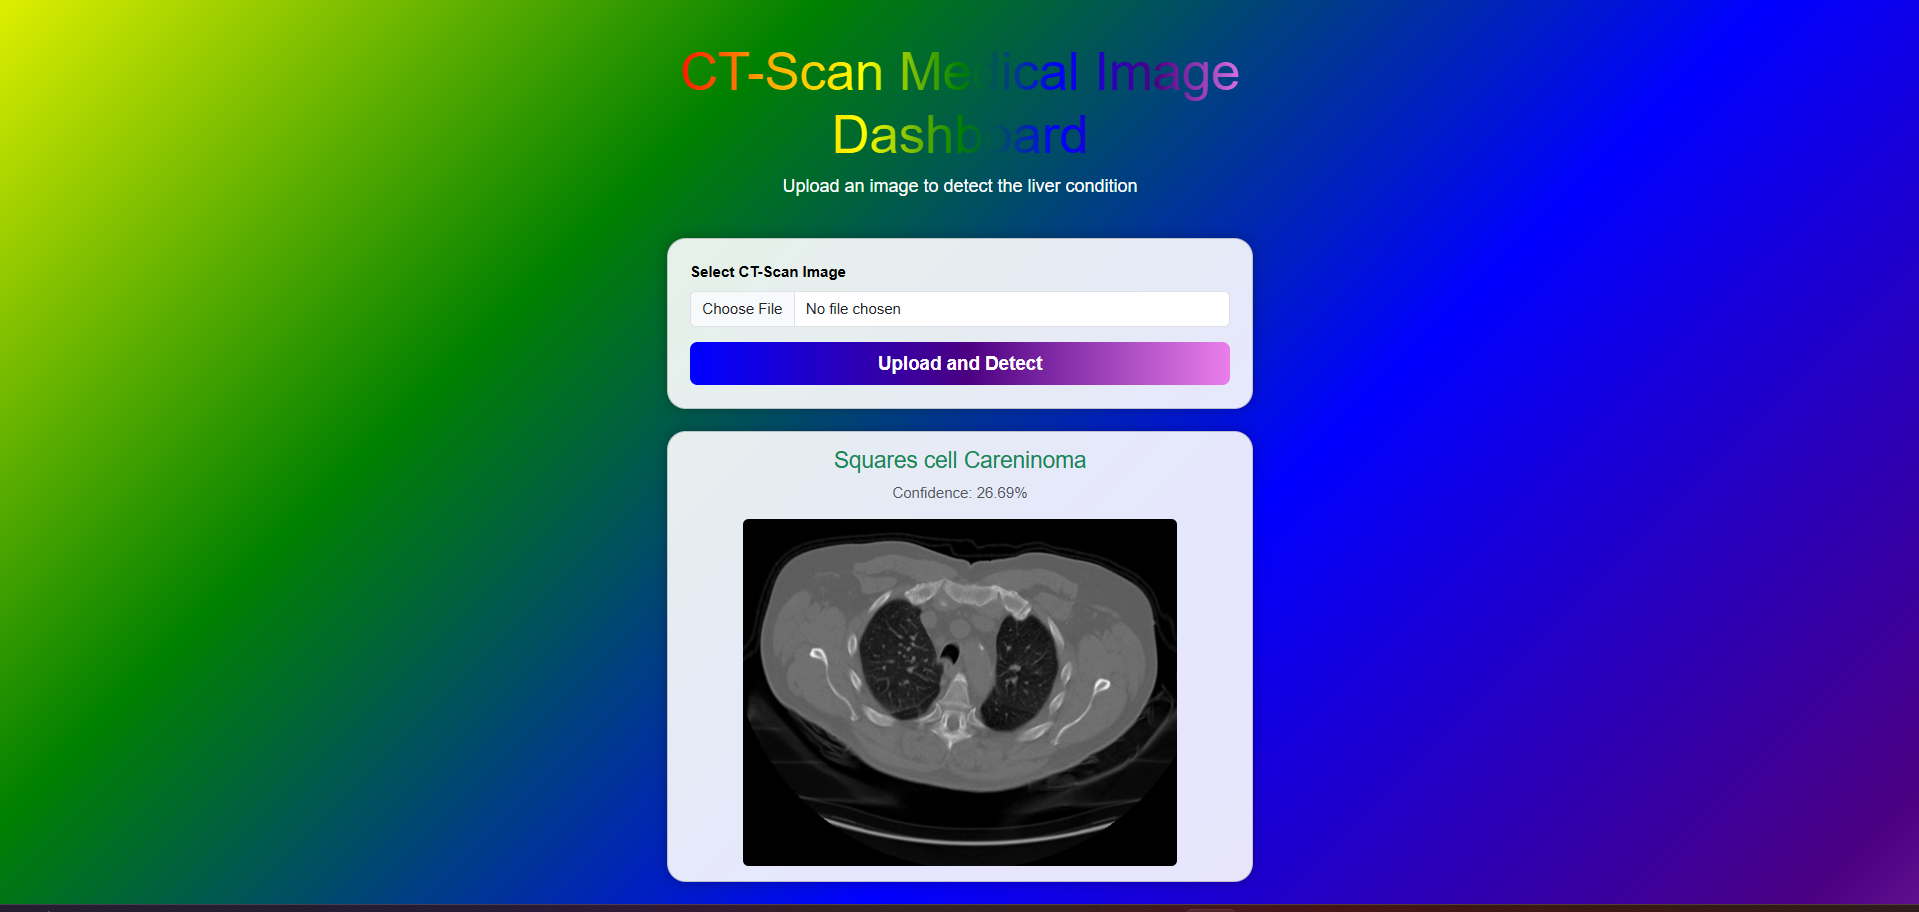 CT-Scan Medical Image
Dashboard
Upload an image to detect the liver condition
Select CT-Scan Image
Choose File No file chosen
Upload and Detect
Squares cell Careninoma
Confidence: 26.69%